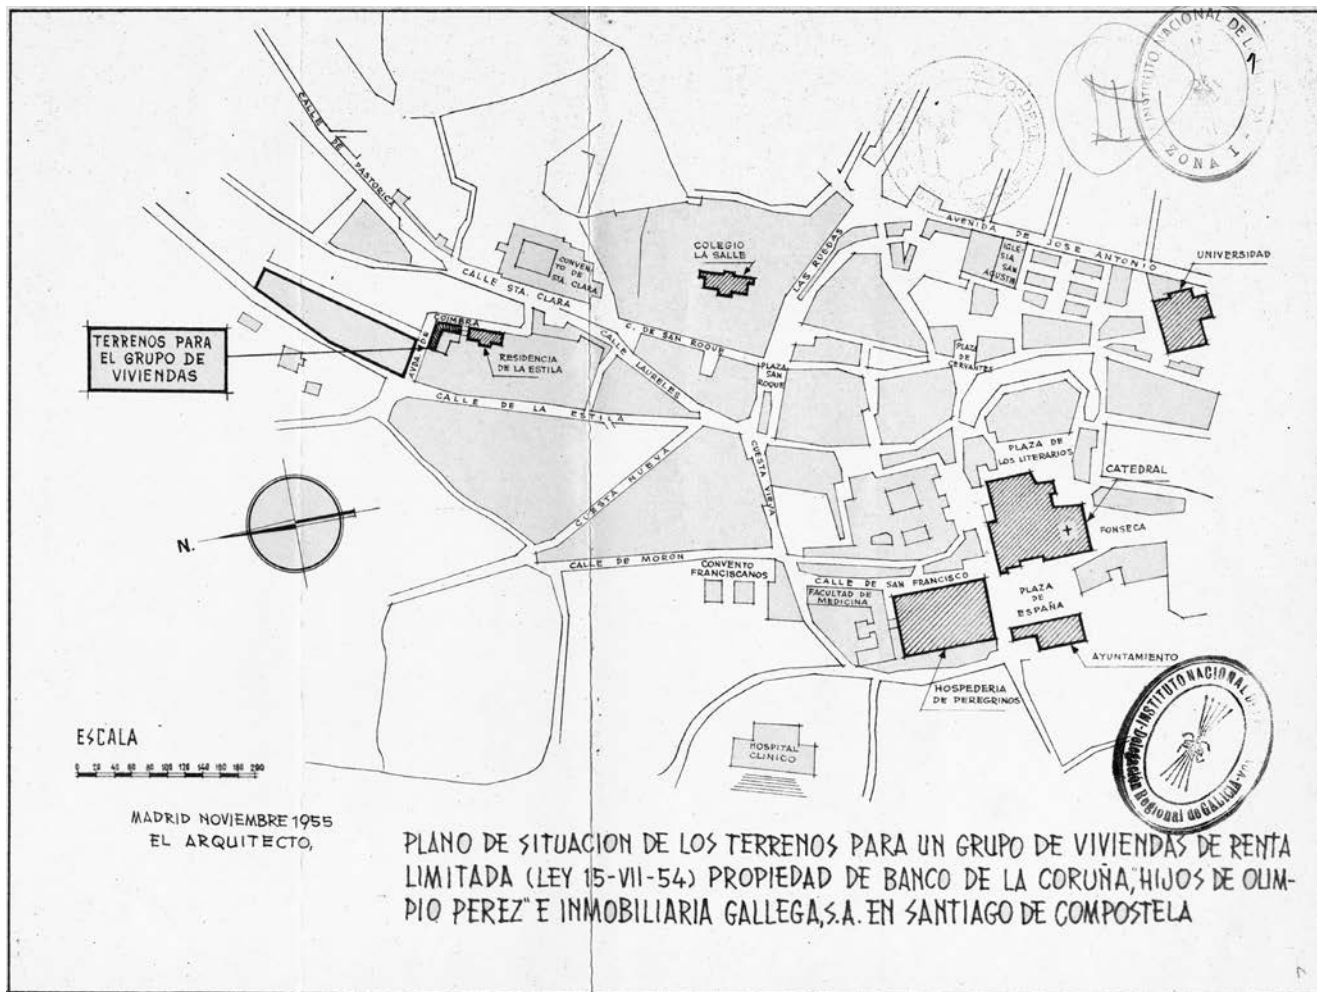 INSTITUTO NACIONAL DE L
ZONA I
CALLE DE PASTORIZA
AVENIDA DE JOSE ANTONIO
UNIVERSIDAD
COLEGIO
LA SALLE
LAS RUEDAS
IGLE-
SIA
SAN
AGUSTIN
CONVEN-
TO DE
STA. CLARA
CALLE STA. CLARA
COIMBRA
AVDA. DE
TERRENOS PARA
EL GRUPO DE
VIVIENDAS
RESIDENCIA
DE LA ESTILA
C. DE SAN ROQUE
CALLE LAURELES
PLAZA
SAN
ROQUE
PLAZA
DE
CERVANTES
CALLE DE LA ESTILA
PLAZA DE
LOS LITERARIOS
CATEDRAL
CUESTA NUEVA
CUESTA VIEJA
FONSECA
N.
CALLE DE MORON
CONVENTO
FRANCISCANOS
CALLE DE SAN FRANCISCO
FACULTAD DE
MEDICINA
PLAZA
DE
ESPAÑA
AYUNTAMIENTO
HOSPEDERIA
DE PEREGRINOS
HOSPITAL
CLINICO
INSTITUTO NACIONAL DE
Delegación Regional de GALICIA
ESCALA
0 20 40 60 80 100 120 140 160 180 200
MADRID NOVIEMBRE 1955
EL ARQUITECTO,
PLANO DE SITUACION DE LOS TERRENOS PARA UN GRUPO DE VIVIENDAS DE RENTA
LIMITADA (LEY 15-VII-54) PROPIEDAD DE BANCO DE LA CORUÑA, "HIJOS DE OLIM-
PIO PEREZ" E INMOBILIARIA GALLEGA, S.A. EN SANTIAGO DE COMPOSTELA